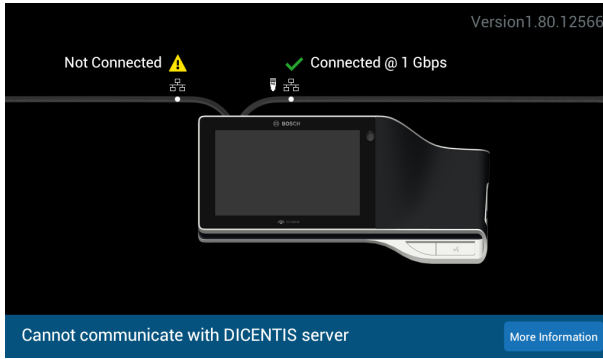 Version1.80.12566
Not Connected
Connected @ 1 Gbps
BOSCH
Cannot communicate with DICENTIS server
More Information